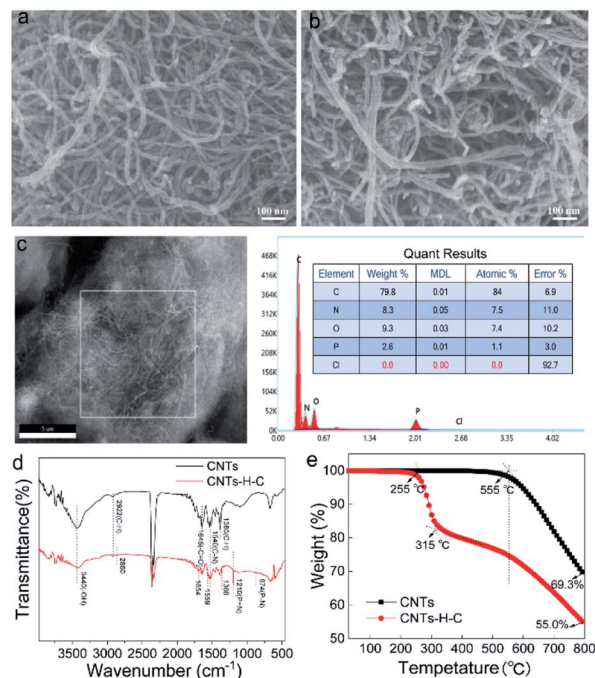 a
100 nm
b
100 nm
c
5 um
Quant Results
Element Weight % MDL Atomic % Error %
C 79.8 0.01 84 6.9
N 8.3 0.05 7.5 11.0
O 9.3 0.03 7.4 10.2
P 2.6 0.01 1.1 3.0
Cl 0.0 0.00 0.0 92.7
468K
416K
364K
312K
260K
208K
156K
104K
52K
0K
C
N
O
P
Cl
0.00 0.67 1.34 2.01 2.68 3.35 4.02
d
CNTs
CNTs-H-C
Transmittance(%)
3440(-OH)
2922(C-H)
2850
1540(C-N)
1559
1380(C-H)
1210(P-N)
874(P-N)
4000 3500 3000 2500 2000 1500 1000 500
Wavenumber (cm-1)
e
Weight (%)
100
90
80
70
60
50
255 ℃
555 ℃
315 ℃
69.3%
55.0%
CNTs
CNTs-H-C
0 100 200 300 400 500 600 700 800
Tempetature(℃)